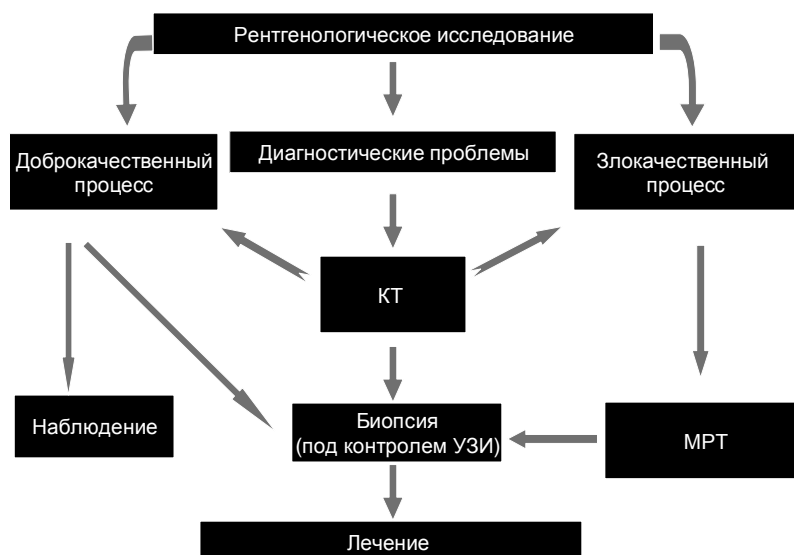 Рентгенологическое исследование
Доброкачественный
процесс
Диагностические проблемы
Злокачественный
процесс
КТ
Наблюдение
Биопсия
(под контролем УЗИ)
МРТ
Лечение